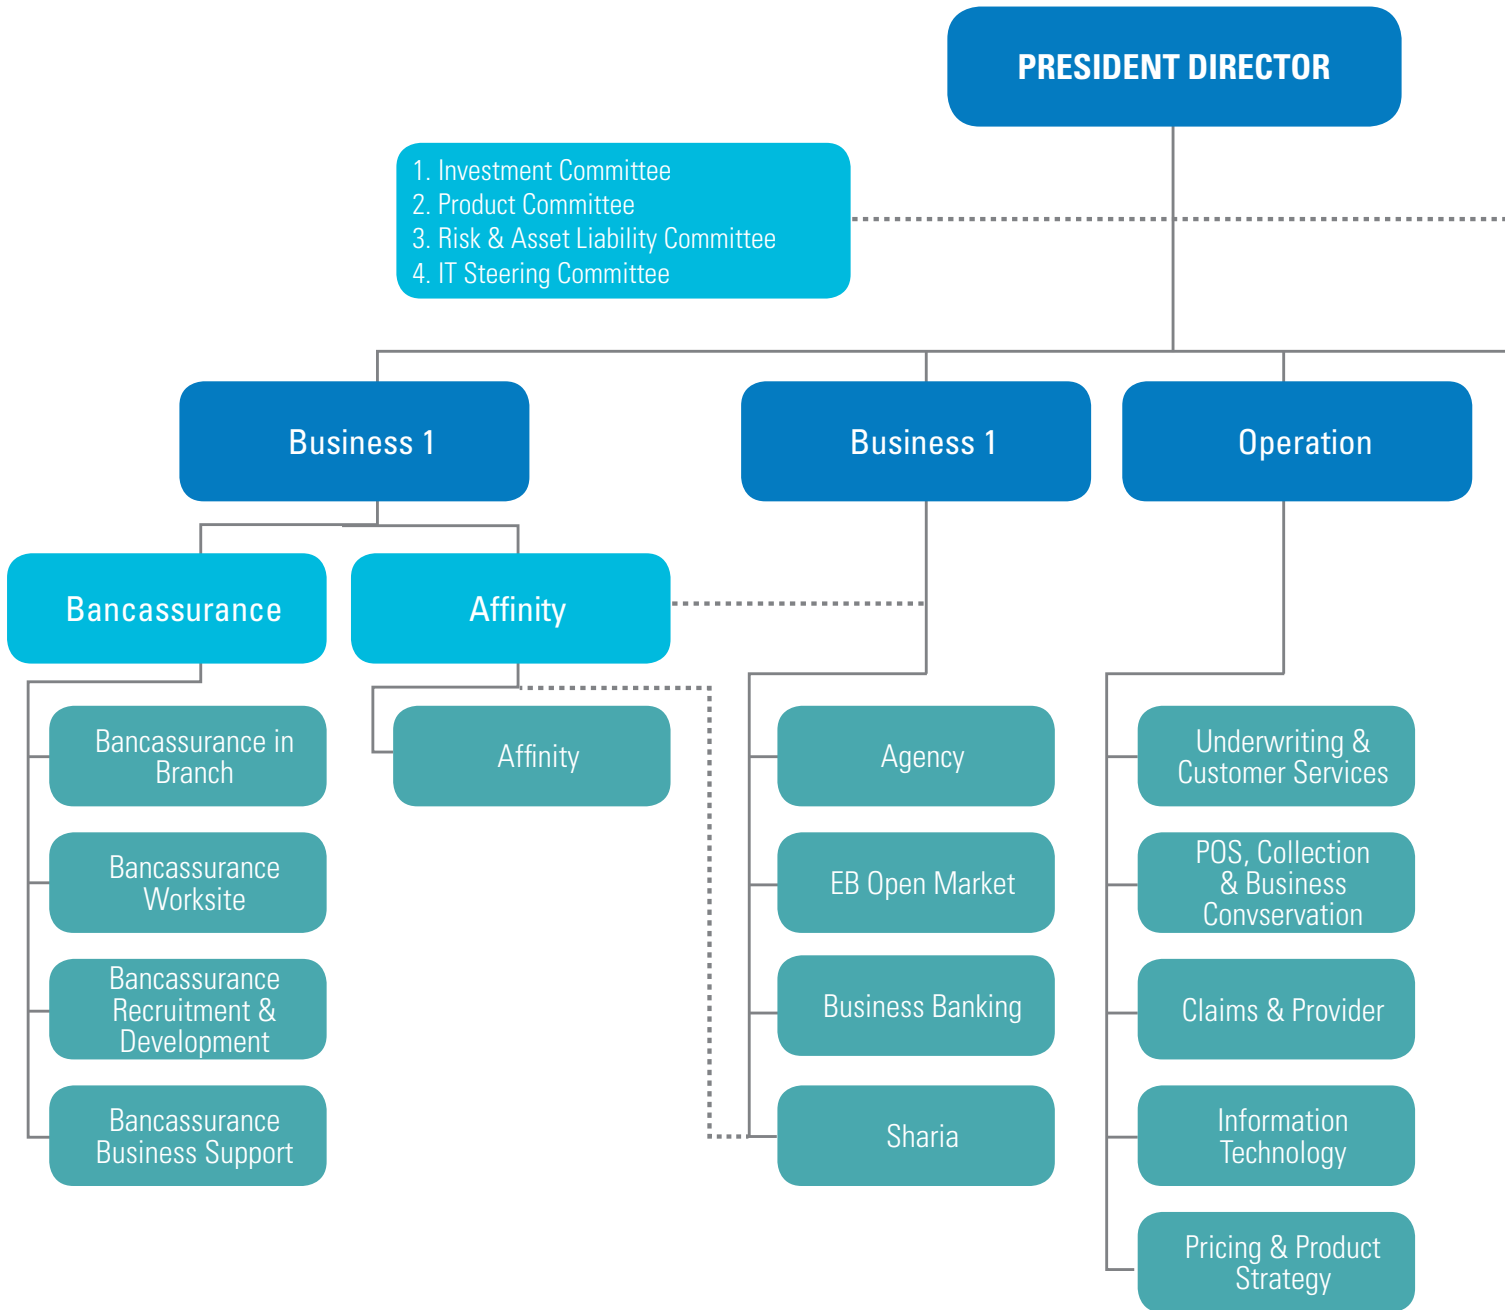 PRESIDENT DIRECTOR
1. Investment Committee
2. Product Committee
3. Risk & Asset Liability Committee
4. IT Steering Committee
Business 1
Business 1
Operation
Bancassurance
Affinity
Bancassurance in
Branch
Bancassurance
Worksite
Bancassurance
Recruitment &
Development
Bancassurance
Business Support
Affinity
Agency
EB Open Market
Business Banking
Sharia
Underwriting &
Customer Services
POS, Collection
& Business
Convservation
Claims & Provider
Information
Technology
Pricing & Product
Strategy